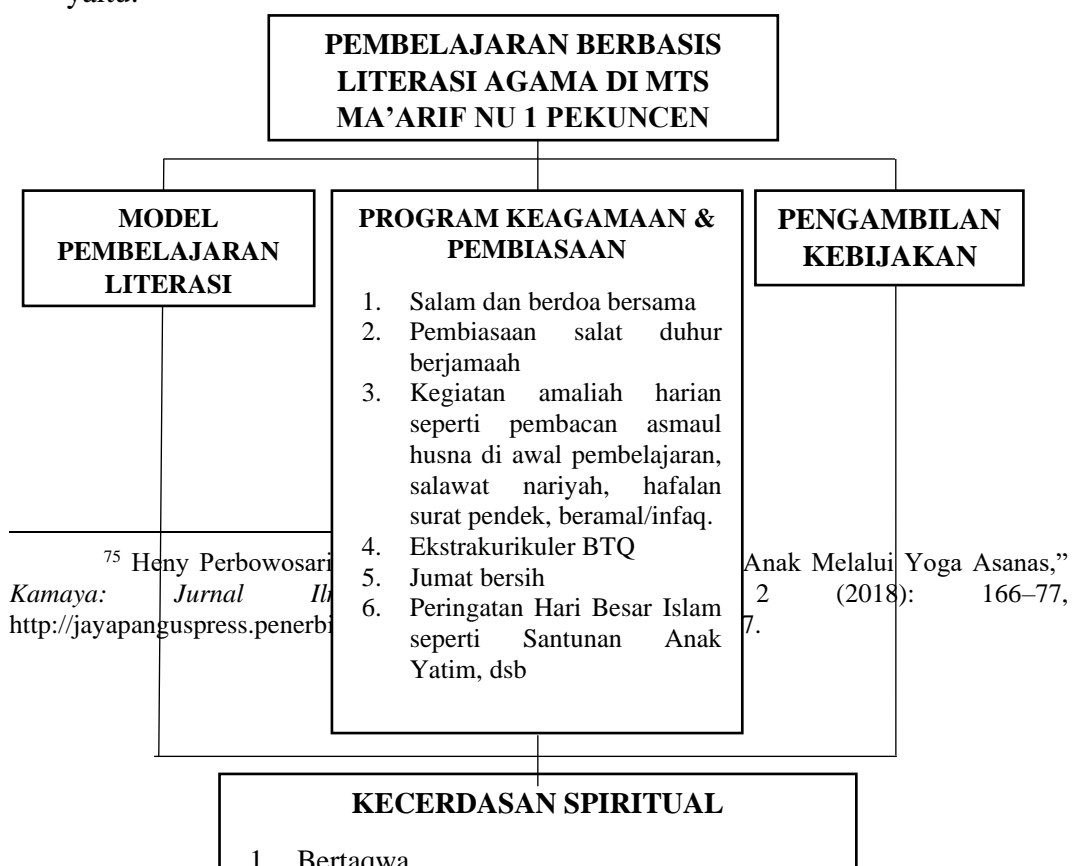 yaitu:
PEMBELAJARAN BERBASIS
LITERASI AGAMA DI MTS
MA’ARIF NU 1 PEKUNCEN
MODEL
PEMBELAJARAN
LITERASI
PROGRAM KEAGAMAAN &
PEMBIASAAN
1. Salam dan berdoa bersama
2. Pembiasaan salat duhur
berjamaah
3. Kegiatan amaliah harian
seperti pembacan asmaul
husna di awal pembelajaran,
salawat nariyah, hafalan
surat pendek, beramal/infaq.
4. Ekstrakurikuler BTQ
5. Jumat bersih
6. Peringatan Hari Besar Islam
seperti Santunan Anak
Yatim, dsb
PENGAMBILAN
KEBIJAKAN
75 Heny Perbowosari Anak Melalui Yoga Asanas,”
Kamaya: Jurnal 2 (2018): 166–77,
http://jayapanguspress.penerbi 7.
KECERDASAN SPIRITUAL
1. Bertaqwa